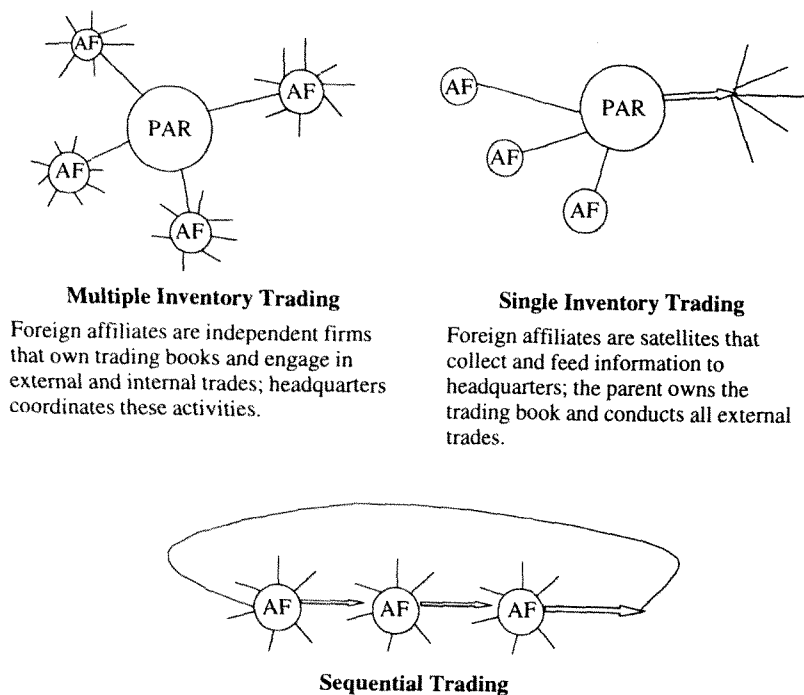 AF
AF
PAR
AF
AF
AF
PAR
AF
AF
Multiple Inventory Trading
Foreign affiliates are independent firms
that own trading books and engage in
external and internal trades; headquarters
coordinates these activities.
Single Inventory Trading
Foreign affiliates are satellites that
collect and feed information to
headquarters; the parent owns the
trading book and conducts all external
trades.
AF
AF
AF
Sequential Trading